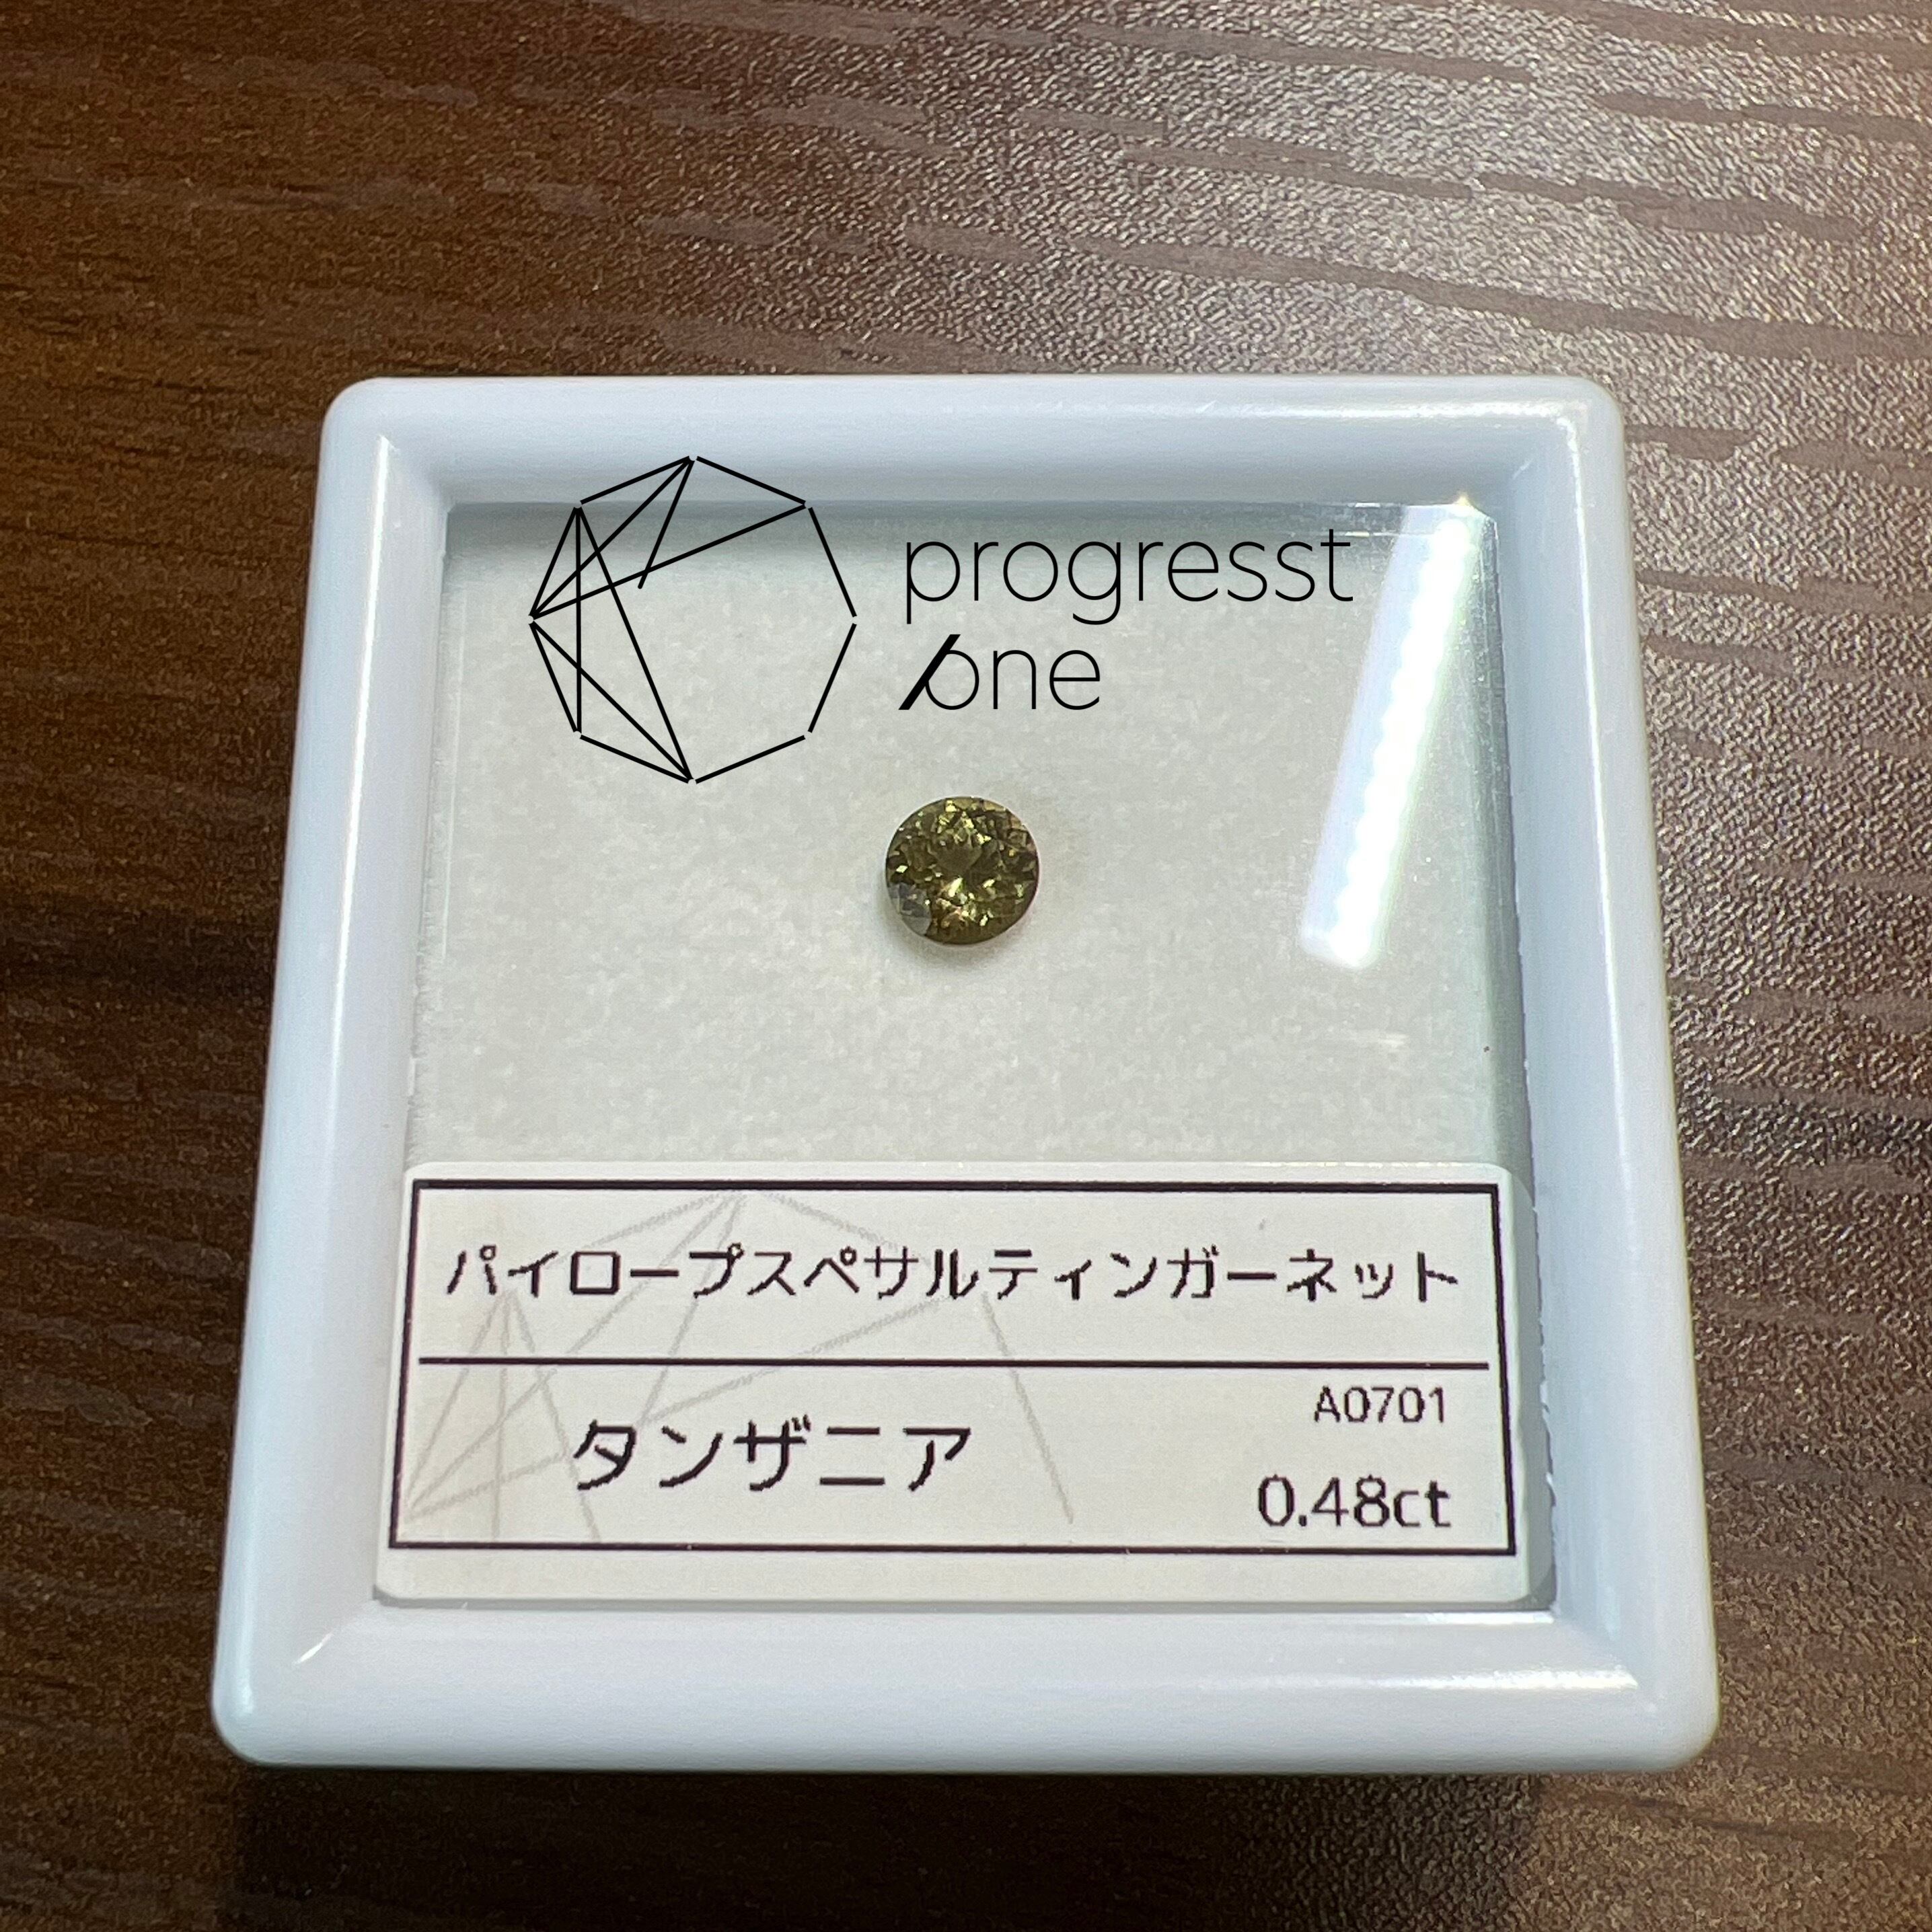 progresst
one
パイロープスペサルティンガーネット
A0701
タンザニア
0.48ct